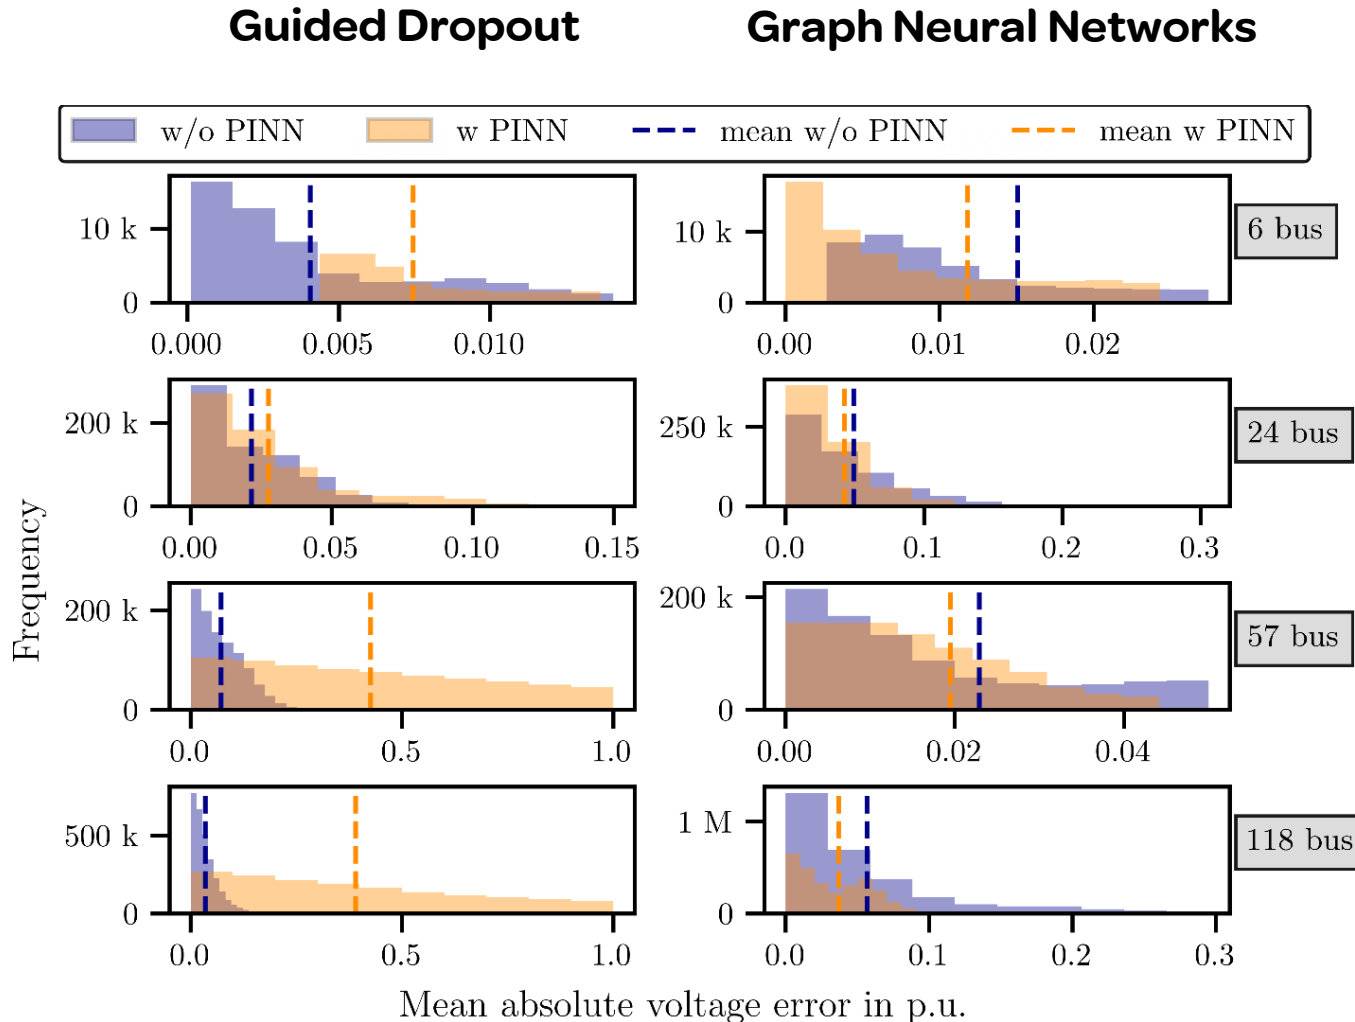 Guided Dropout
Graph Neural Networks
w/o PINN
w PINN
mean w/o PINN
mean w PINN
10 k
0
0.000
0.005
0.010
10 k
0
0.00
0.01
0.02
6 bus
200 k
0
0.00
0.05
0.10
0.15
250 k
0
0.0
0.1
0.2
0.3
24 bus
Frequency
200 k
0
0.0
0.5
1.0
200 k
0
0.00
0.02
0.04
57 bus
500 k
0
0.0
0.5
1.0
1 M
0
0.0
0.1
0.2
0.3
118 bus
Mean absolute voltage error in p.u.